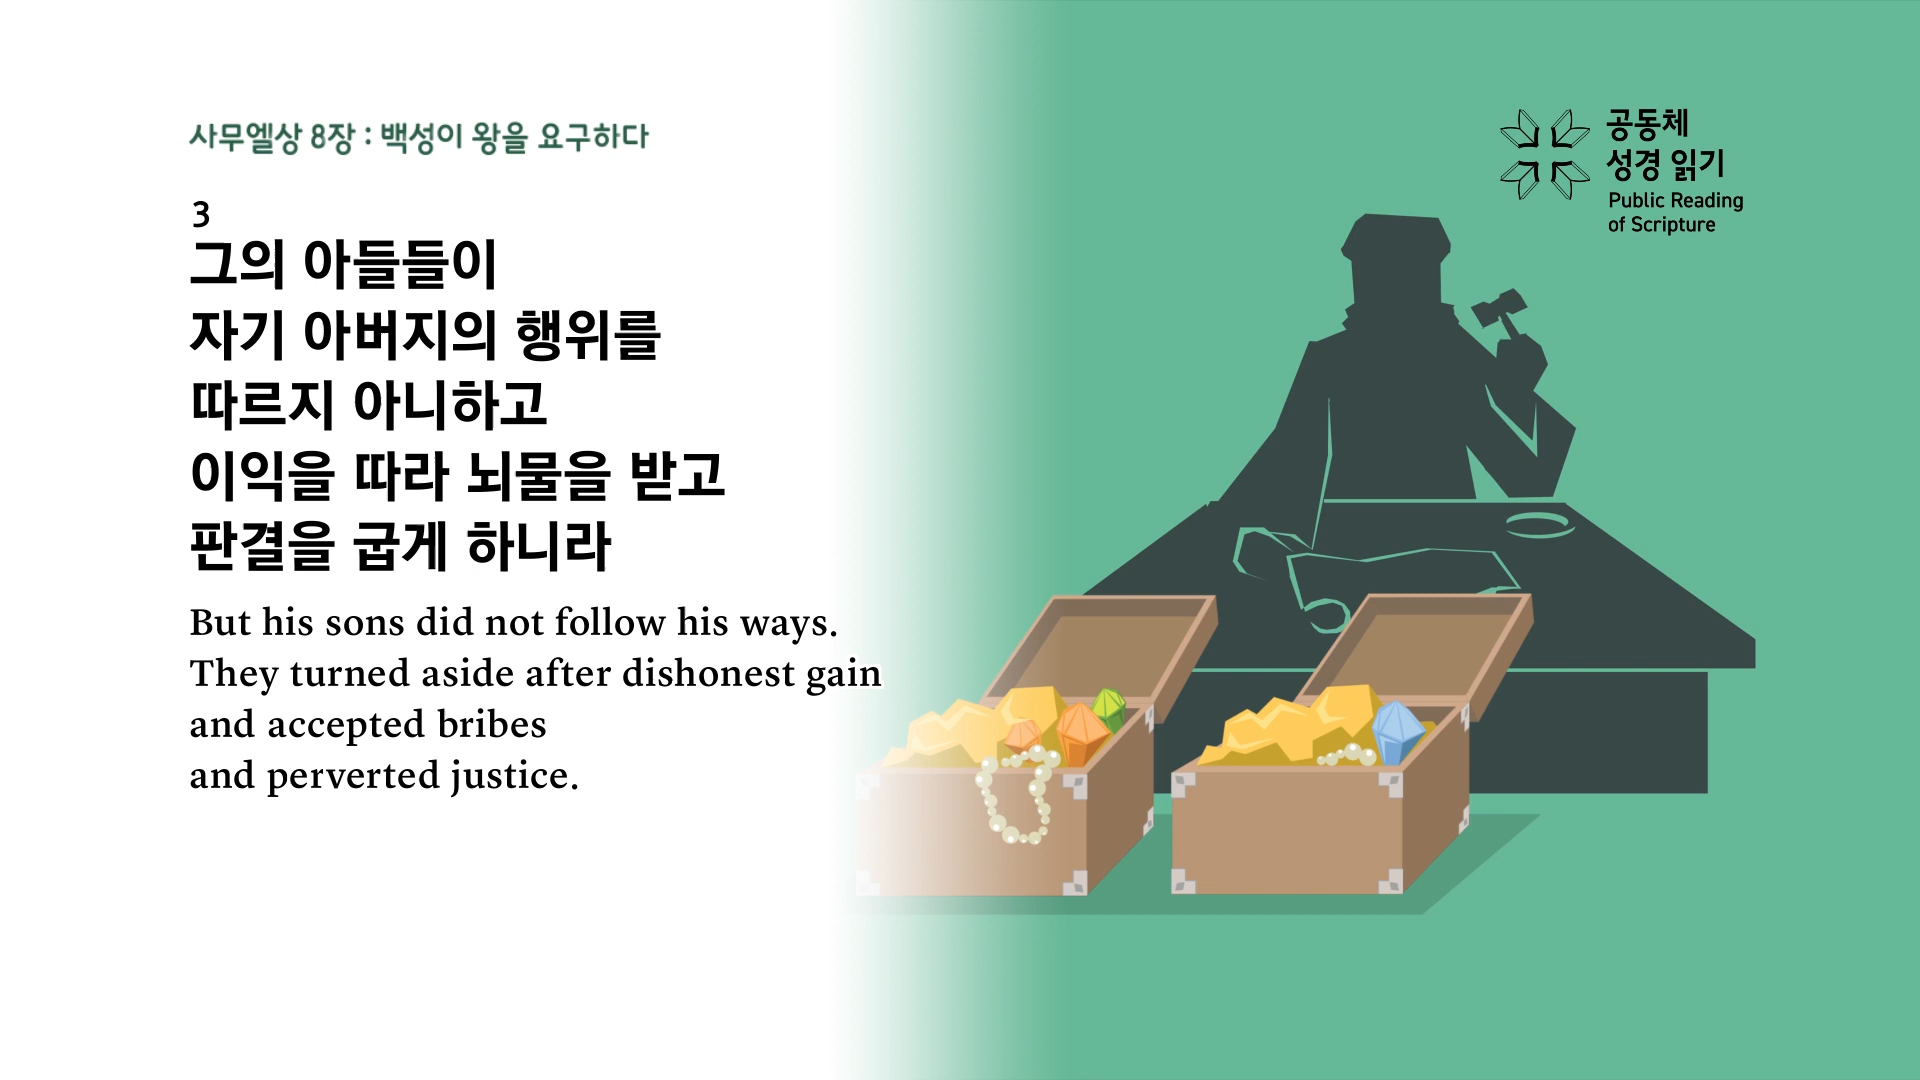 사무엘상 8장 : 백성이 왕을 요구하다
3
그의 아들들이
자기 아버지의 행위를
따르지 아니하고
이익을 따라 뇌물을 받고
판결을 굽게 하니라
But his sons did not follow his ways.
They turned aside after dishonest gain
and accepted bribes
and perverted justice.
공동체
성경 읽기
Public Reading
of Scripture